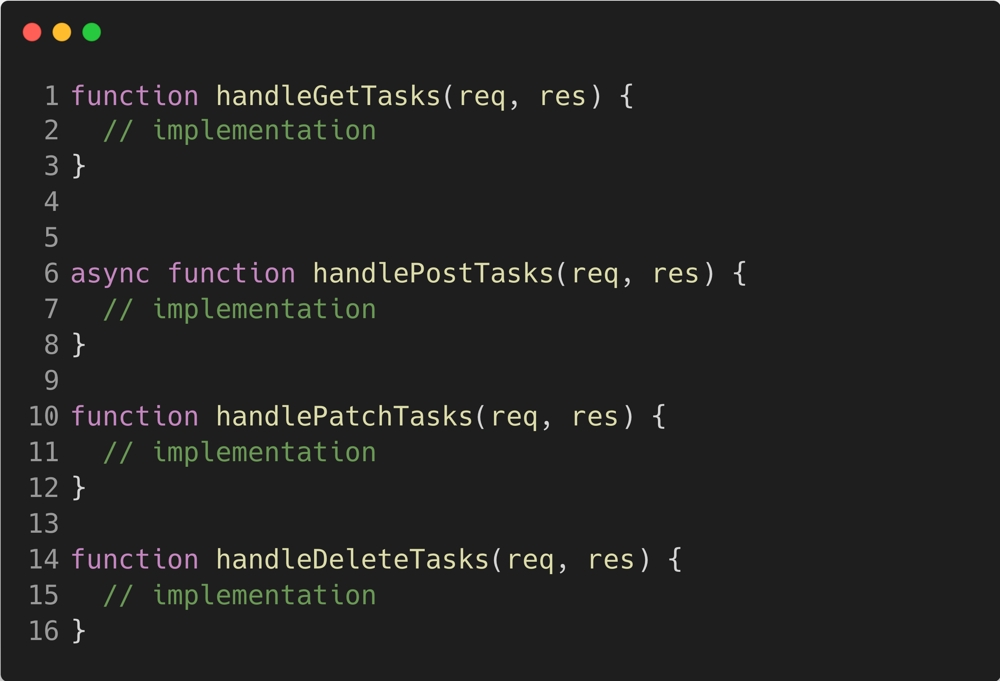 1 function handleGetTasks(req, res) {
2   // implementation
3 }
4
5
6 async function handlePostTasks(req, res) {
7   // implementation
8 }
9
10 function handlePatchTasks(req, res) {
11   // implementation
12 }
13
14 function handleDeleteTasks(req, res) {
15   // implementation
16 }